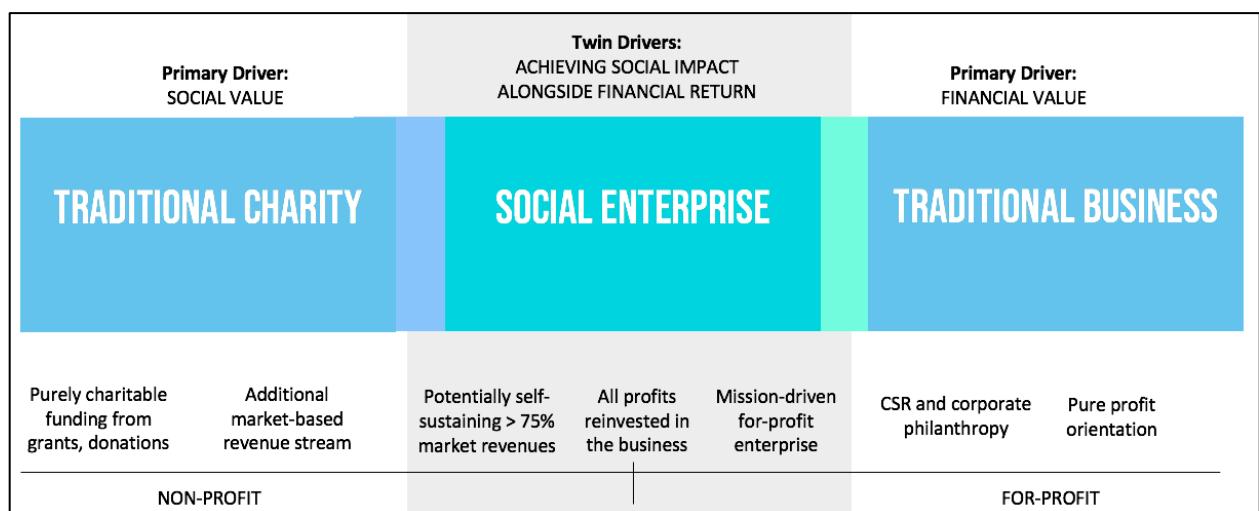 Primary Driver:
SOCIAL VALUE
Twin Drivers:
ACHIEVING SOCIAL IMPACT
ALONGSIDE FINANCIAL RETURN
Primary Driver:
FINANCIAL VALUE
TRADITIONAL CHARITY
SOCIAL ENTERPRISE
TRADITIONAL BUSINESS
Purely charitable
funding from
grants, donations
Additional
market-based
revenue stream
Potentially self-
sustaining > 75%
market revenues
All profits
reinvested in
the business
Mission-driven
for-profit
enterprise
CSR and corporate
philanthropy
Pure profit
orientation
NON-PROFIT
FOR-PROFIT